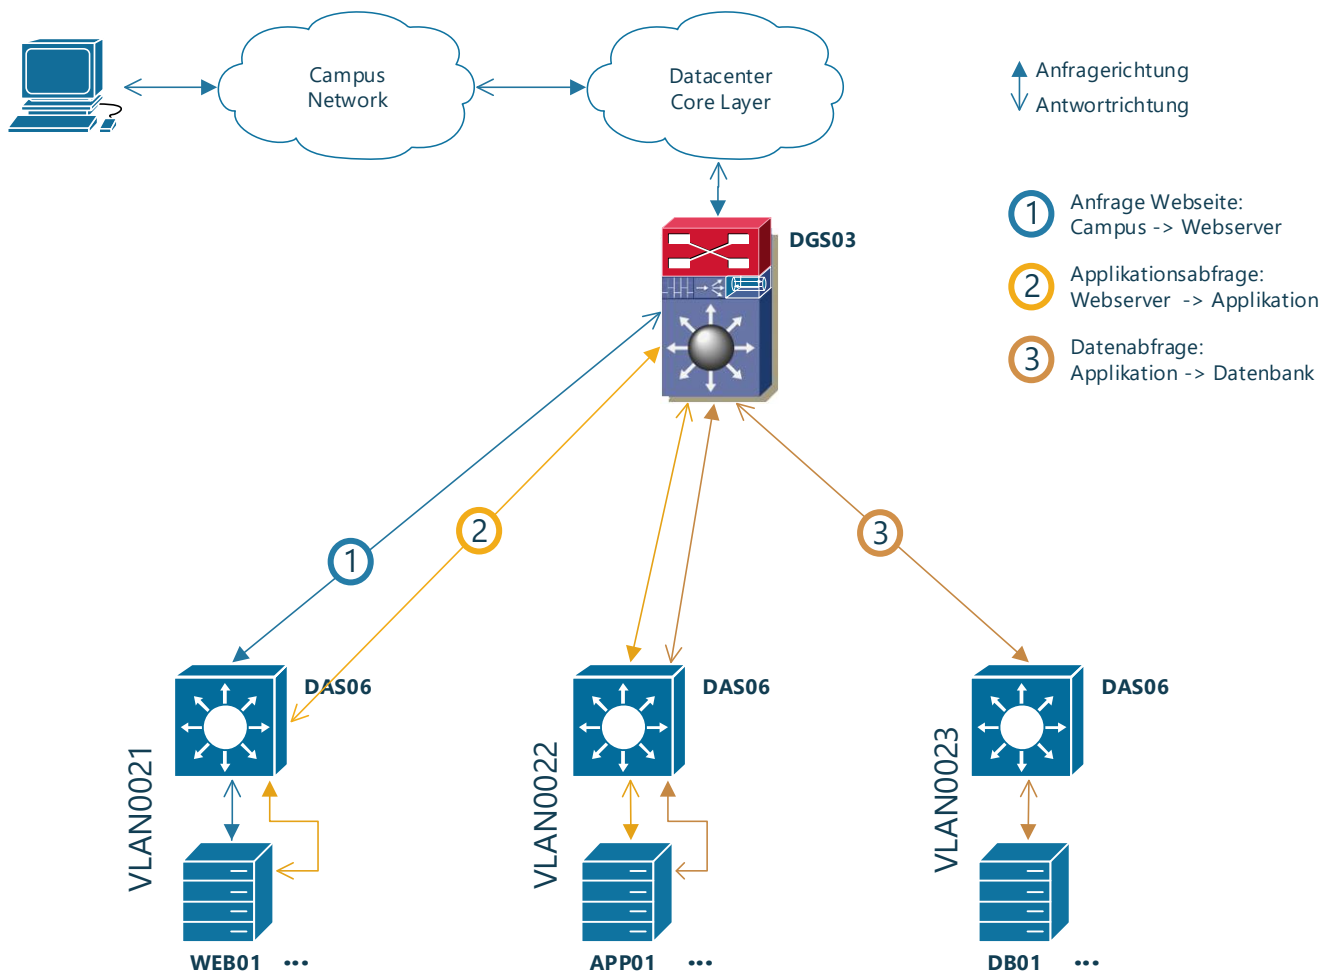 Campus
Network
Datacenter
Core Layer
Anfragerichtung
Antwortrichtung
DGS03
1
Anfrage Webseite:
Campus -> Webserver
2
Applikationsabfrage:
Webserver -> Applikation
3
Datenabfrage:
Applikation -> Datenbank
1
2
3
DAS06
DAS06
DAS06
VLAN0021
VLAN0022
VLAN0023
WEB01 ...
APP01 ...
DB01 ...